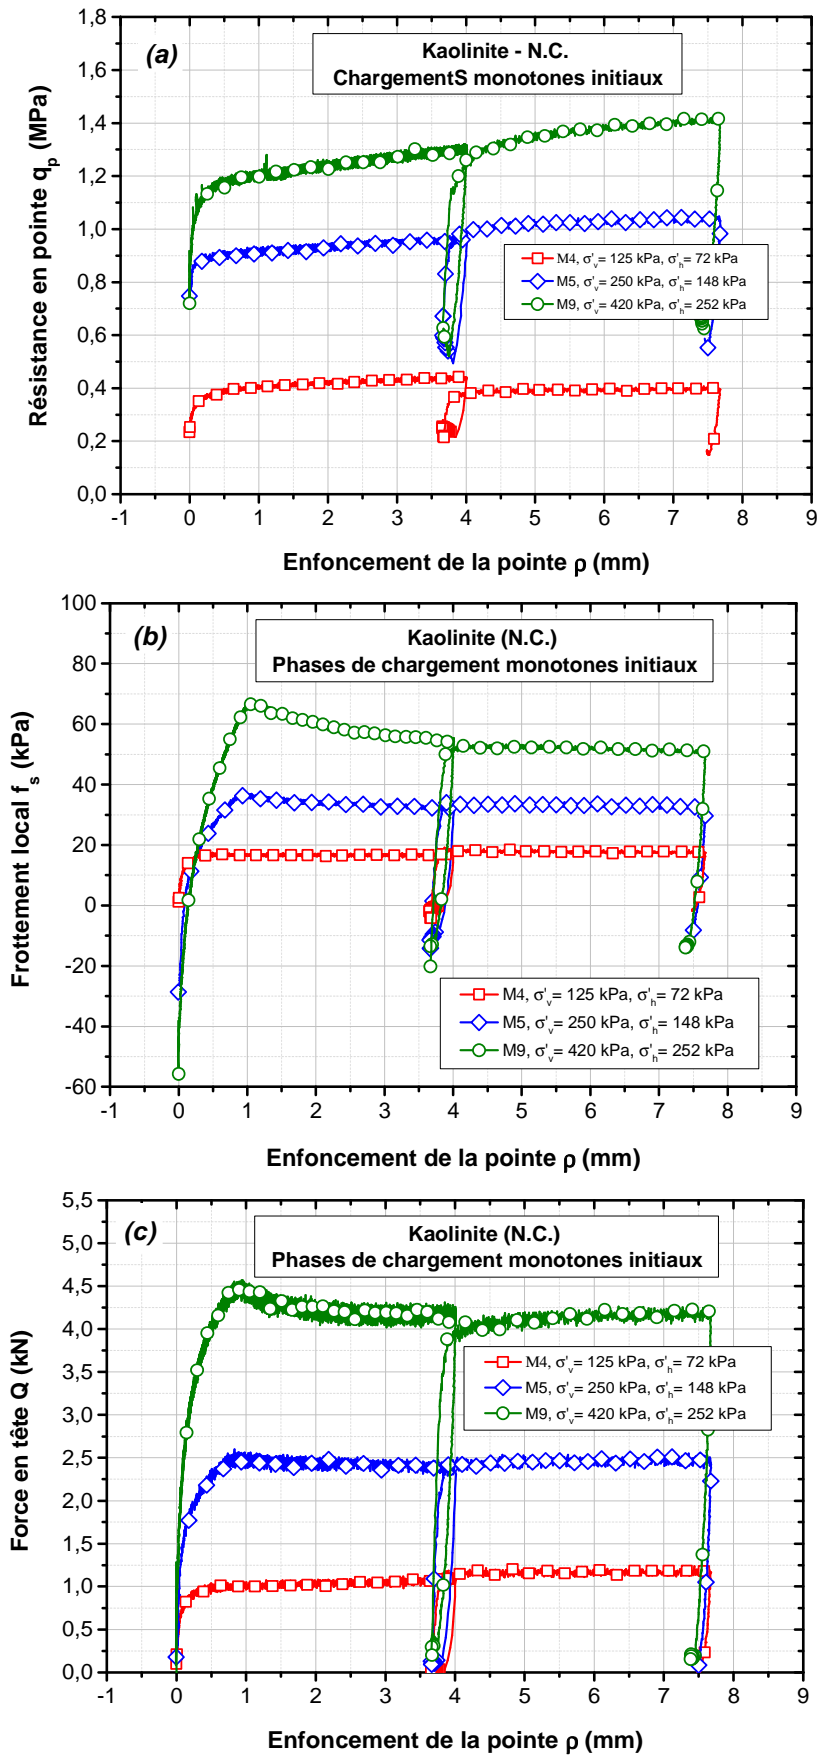 (a)
Kaolinite - N.C.
ChargementS monotones initiaux
Résistance en pointe q_p (MPa)
1,8
1,6
1,4
1,2
1,0
0,8
0,6
0,4
0,2
0,0
M4, σ'_v= 125 kPa, σ'_h= 72 kPa
M5, σ'_v= 250 kPa, σ'_h= 148 kPa
M9, σ'_v= 420 kPa, σ'_h= 252 kPa
-1 0 1 2 3 4 5 6 7 8 9
Enfoncement de la pointe ρ (mm)
(b)
Kaolinite (N.C.)
Phases de chargement monotones initiaux
Frottement local f_s (kPa)
100
80
60
40
20
0
-20
-40
-60
M4, σ'_v= 125 kPa, σ'_h= 72 kPa
M5, σ'_v= 250 kPa, σ'_h= 148 kPa
M9, σ'_v= 420 kPa, σ'_h= 252 kPa
-1 0 1 2 3 4 5 6 7 8 9
Enfoncement de la pointe ρ (mm)
(c)
Kaolinite (N.C.)
Phases de chargement monotones initiaux
Force en tête Q (kN)
5,5
5,0
4,5
4,0
3,5
3,0
2,5
2,0
1,5
1,0
0,5
0,0
M4, σ'_v= 125 kPa, σ'_h= 72 kPa
M5, σ'_v= 250 kPa, σ'_h= 148 kPa
M9, σ'_v= 420 kPa, σ'_h= 252 kPa
-1 0 1 2 3 4 5 6 7 8 9
Enfoncement de la pointe ρ (mm)